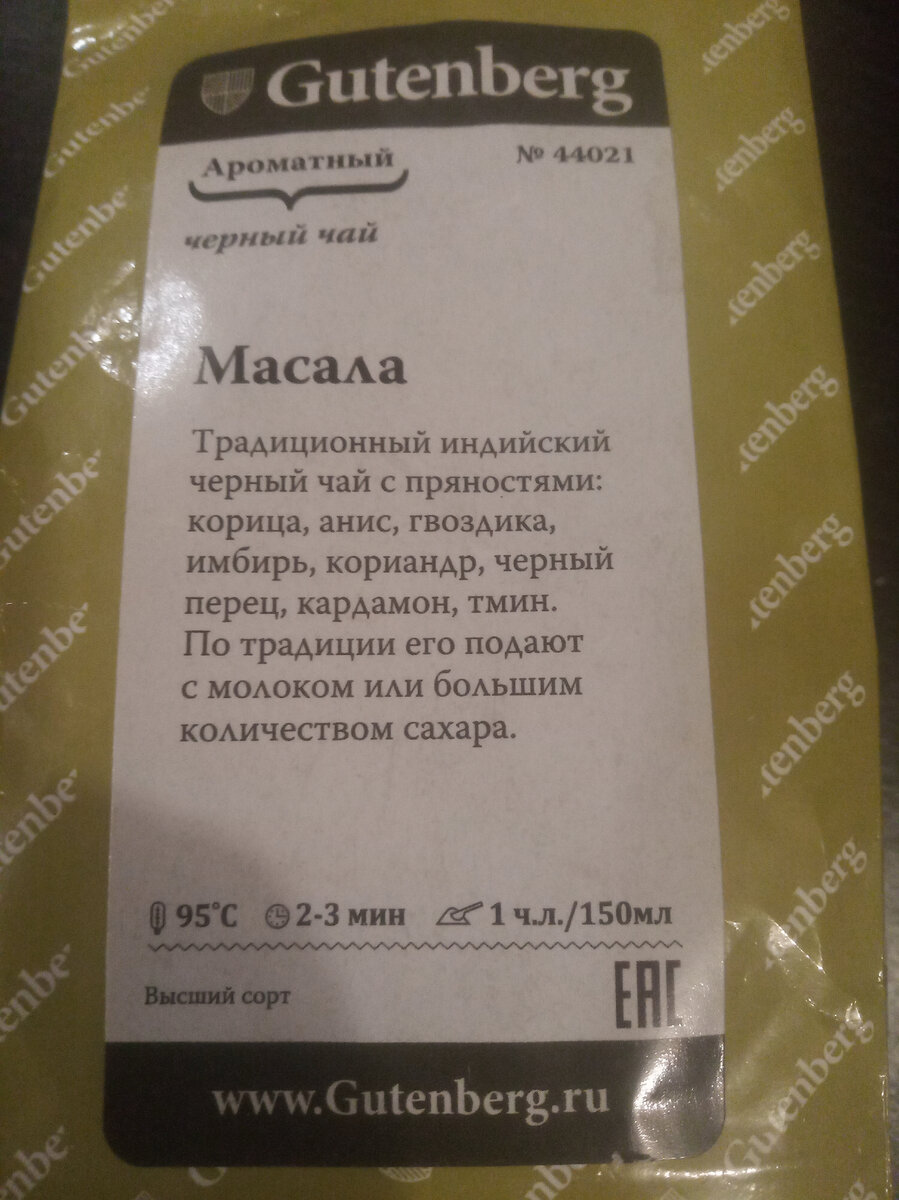 Gutenberg
Ароматный
№ 44021
черный чай
Масала
Традиционный индийский
черный чай с пряностями:
корица, анис, гвоздика,
имбирь, кориандр, черный
перец, кардамон, тмин.
По традиции его подают
с молоком или большим
количеством сахара.
95°C 2-3 мин 1 ч.л./150мл
Высший сорт
EAC
www.Gutenberg.ru